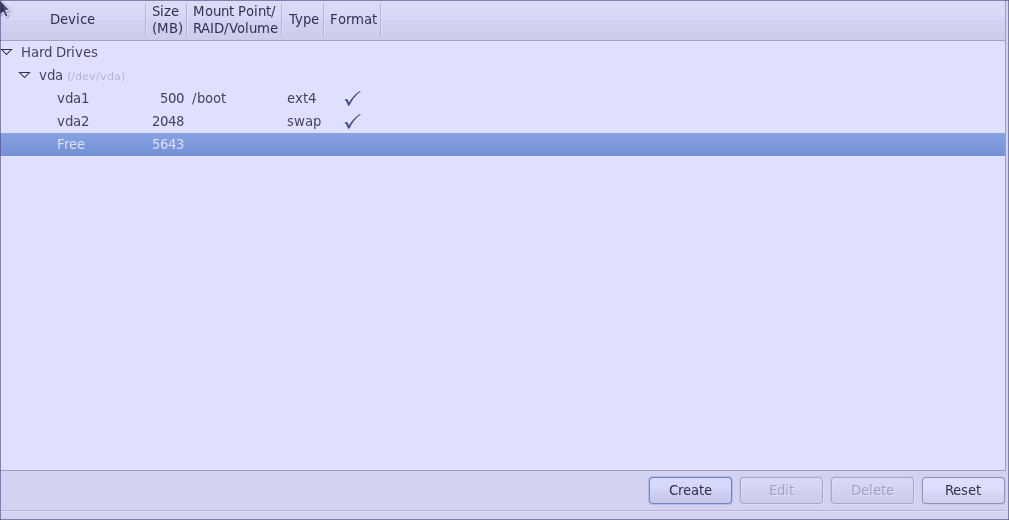 Device Size (MB) Mount Point/ RAID/Volume Type Format
Hard Drives
vda (/dev/vda)
vda1 500 /boot ext4 ✓
vda2 2048 swap ✓
Free 5643
Create Edit Delete Reset